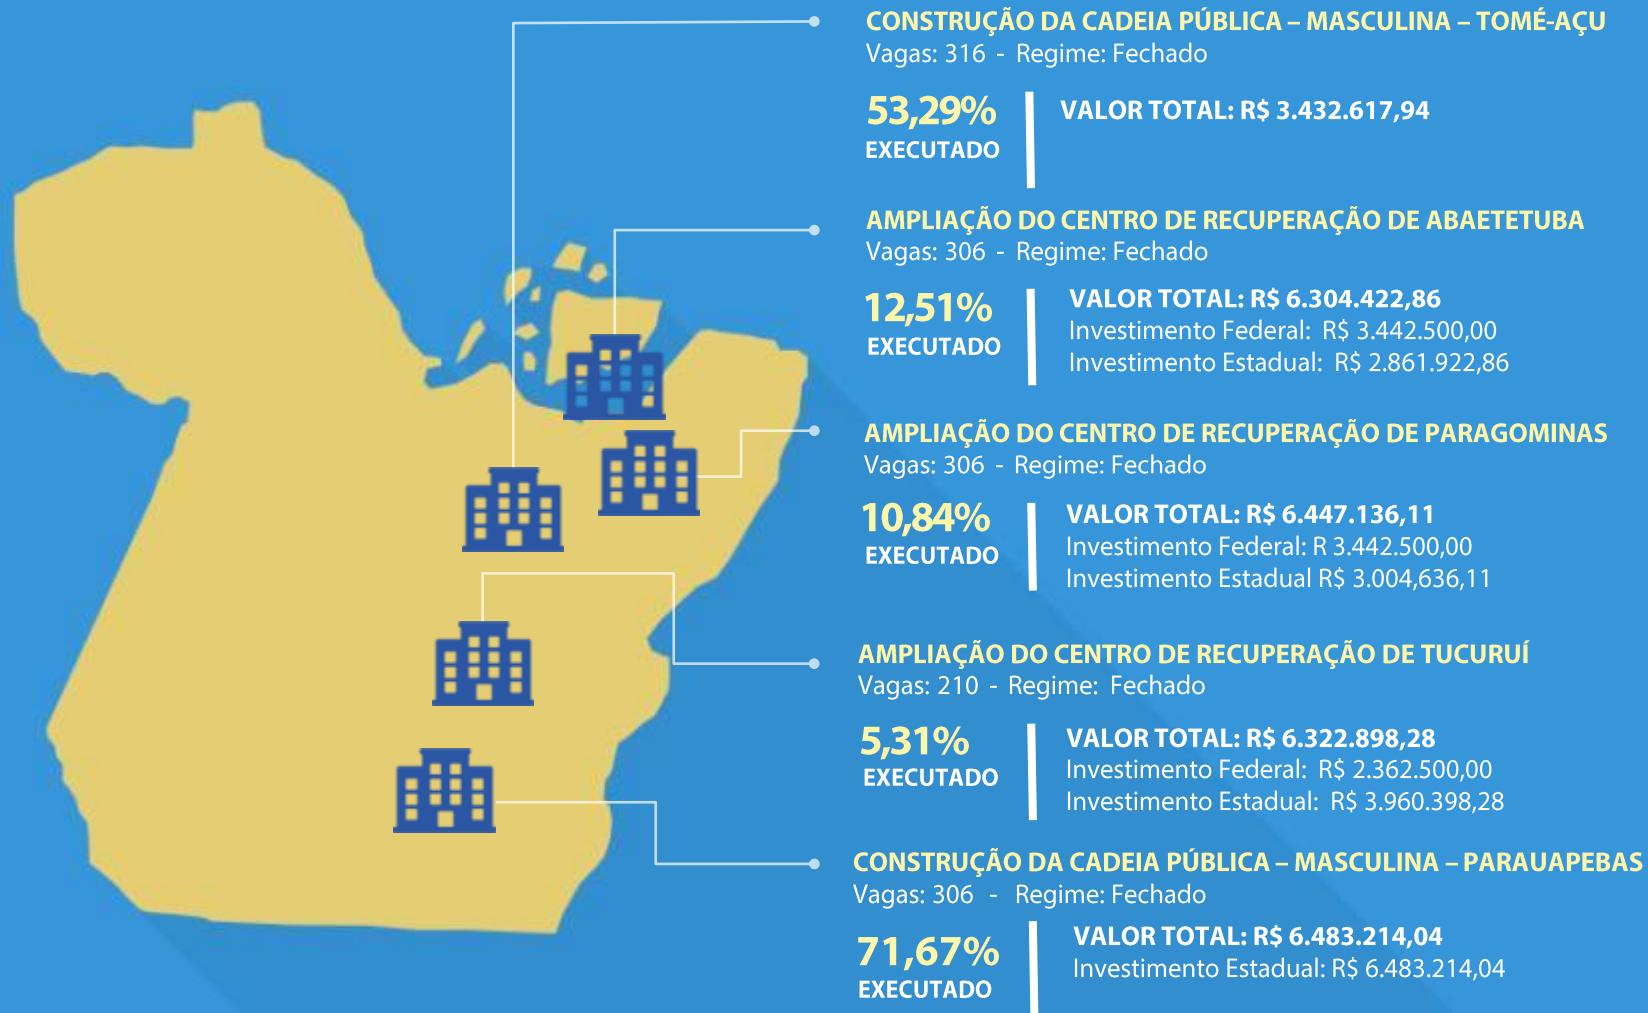 CONSTRUÇÃO DA CADEIA PÚBLICA – MASCULINA – TOMÉ-AÇU
Vagas: 316 - Regime: Fechado
53,29%
EXECUTADO
VALOR TOTAL: R$ 3.432.617,94
AMPLIAÇÃO DO CENTRO DE RECUPERAÇÃO DE ABAETETUBA
Vagas: 306 - Regime: Fechado
12,51%
EXECUTADO
VALOR TOTAL: R$ 6.304.422,86
Investimento Federal: R$ 3.442.500,00
Investimento Estadual: R$ 2.861.922,86
AMPLIAÇÃO DO CENTRO DE RECUPERAÇÃO DE PARAGOMINAS
Vagas: 306 - Regime: Fechado
10,84%
EXECUTADO
VALOR TOTAL: R$ 6.447.136,11
Investimento Federal: R 3.442.500,00
Investimento Estadual R$ 3.004,636,11
AMPLIAÇÃO DO CENTRO DE RECUPERAÇÃO DE TUCURUÍ
Vagas: 210 - Regime: Fechado
5,31%
EXECUTADO
VALOR TOTAL: R$ 6.322.898,28
Investimento Federal: R$ 2.362.500,00
Investimento Estadual: R$ 3.960.398,28
CONSTRUÇÃO DA CADEIA PÚBLICA – MASCULINA – PARAUAPEBAS
Vagas: 306 - Regime: Fechado
71,67%
EXECUTADO
VALOR TOTAL: R$ 6.483.214,04
Investimento Estadual: R$ 6.483.214,04